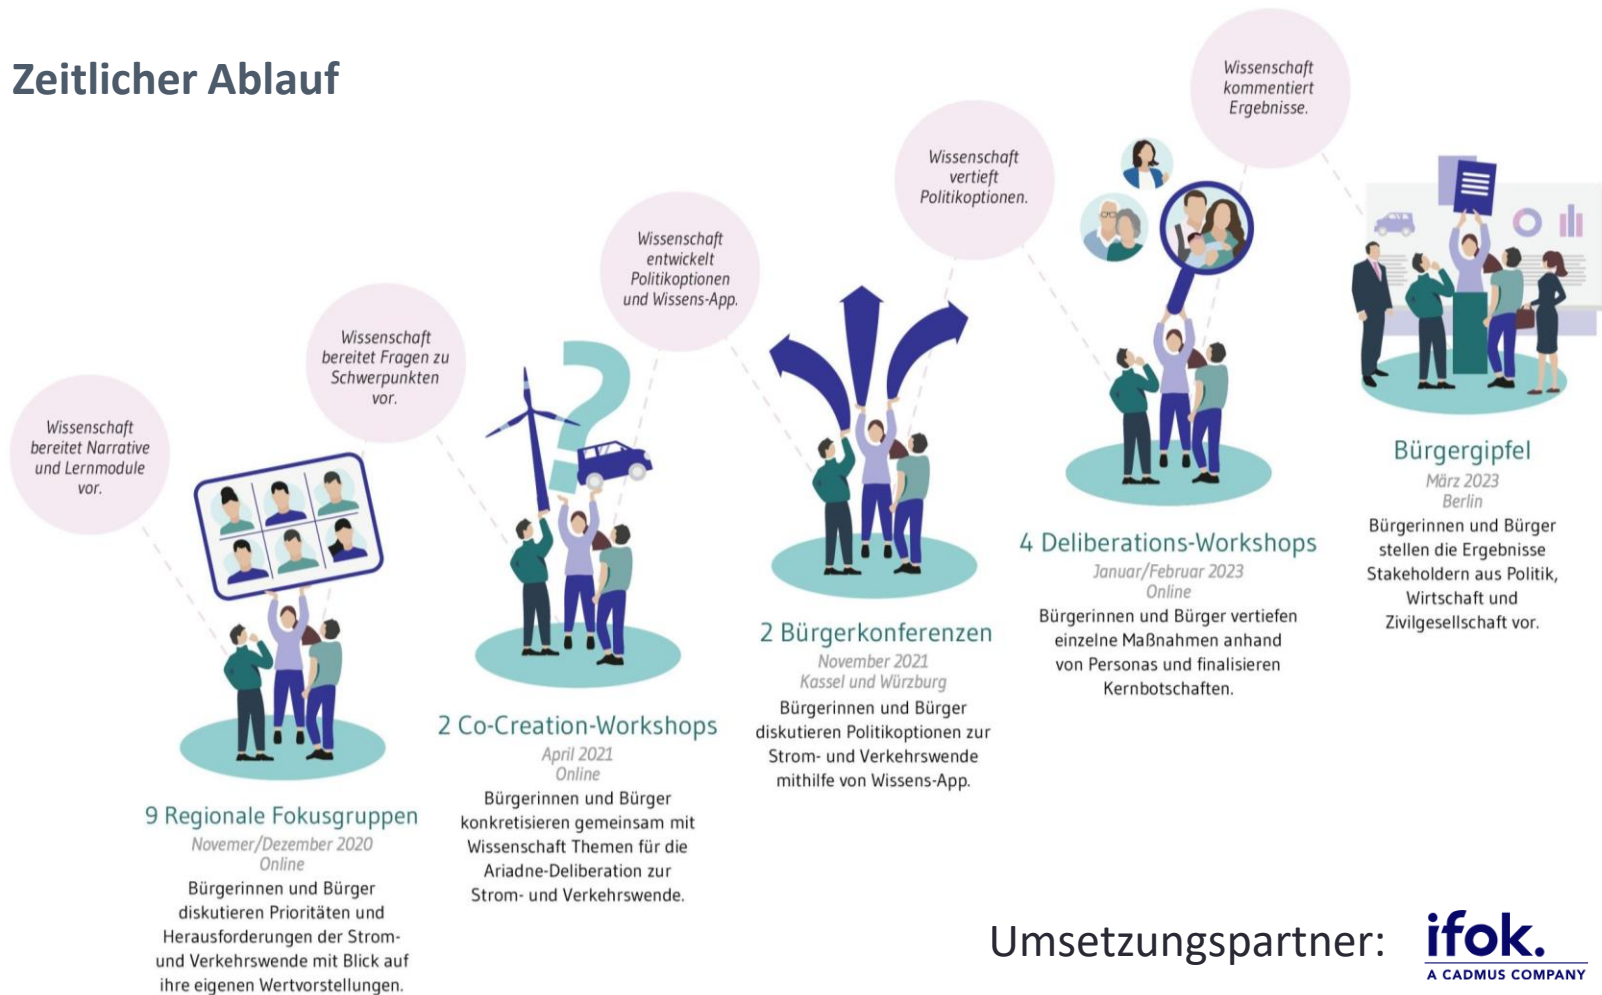 Zeitlicher Ablauf
Wissenschaft
bereitet Narrative
und Lernmodule
vor.
9 Regionale Fokusgruppen
Novemer/Dezember 2020
Online
Bürgerinnen und Bürger
diskutieren Prioritäten und
Herausforderungen der Strom-
und Verkehrswende mit Blick auf
ihre eigenen Wertvorstellungen.
Wissenschaft
bereitet Fragen zu
Schwerpunkten
vor.
2 Co-Creation-Workshops
April 2021
Online
Bürgerinnen und Bürger
konkretisieren gemeinsam mit
Wissenschaft Themen für die
Ariadne-Deliberation zur
Strom- und Verkehrswende.
Wissenschaft
entwickelt
Politikoptionen
und Wissens-App.
2 Bürgerkonferenzen
November 2021
Kassel und Würzburg
Bürgerinnen und Bürger
diskutieren Politikoptionen zur
Strom- und Verkehrswende
mithilfe von Wissens-App.
Wissenschaft
vertieft
Politikoptionen.
4 Deliberations-Workshops
Januar/Februar 2023
Online
Bürgerinnen und Bürger vertiefen
einzelne Maßnahmen anhand
von Personas und finalisieren
Kernbotschaften.
Wissenschaft
kommentiert
Ergebnisse.
Bürgergipfel
März 2023
Berlin
Bürgerinnen und Bürger
stellen die Ergebnisse
Stakeholdern aus Politik,
Wirtschaft und
Zivilgesellschaft vor.
Umsetzungspartner:
ifok.
A CADMUS COMPANY